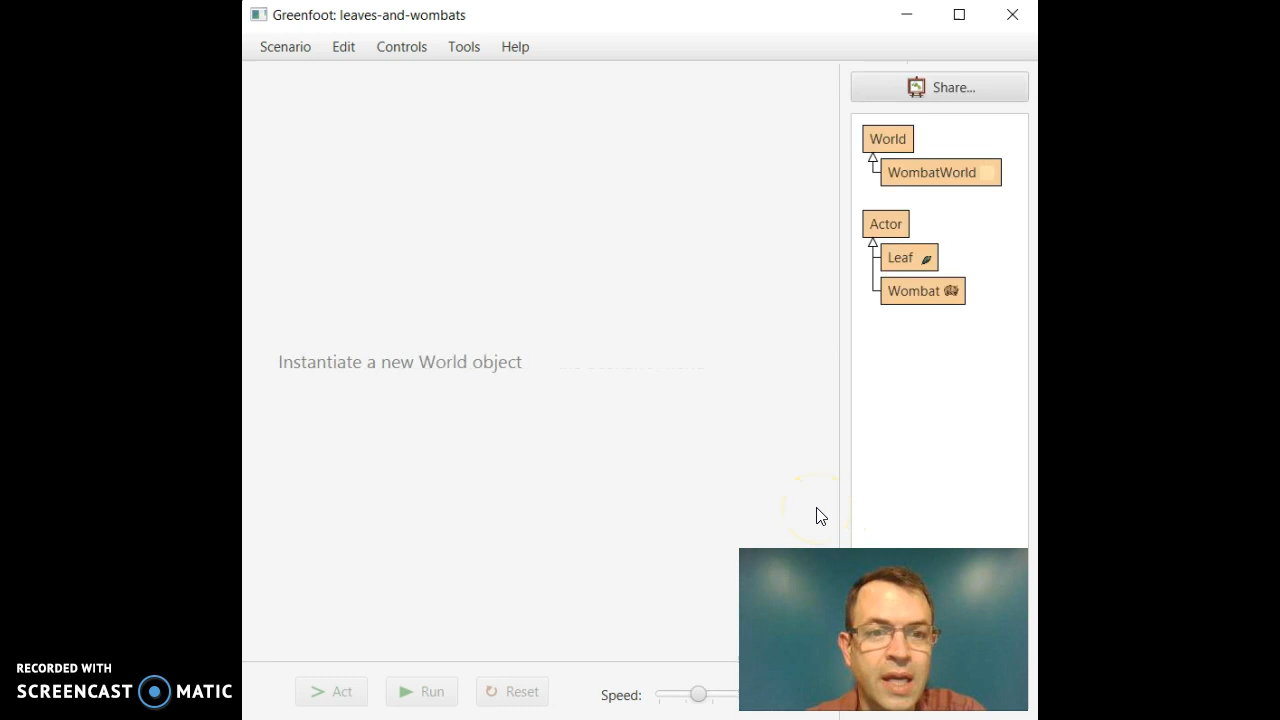 Greenfoot: leaves-and-wombats
Scenario Edit Controls Tools Help
Share...
World
WombatWorld
Actor
Leaf
Wombat
Instantiate a new World object
Act Run Reset Speed:
RECORDED WITH
SCREENCAST MATIC